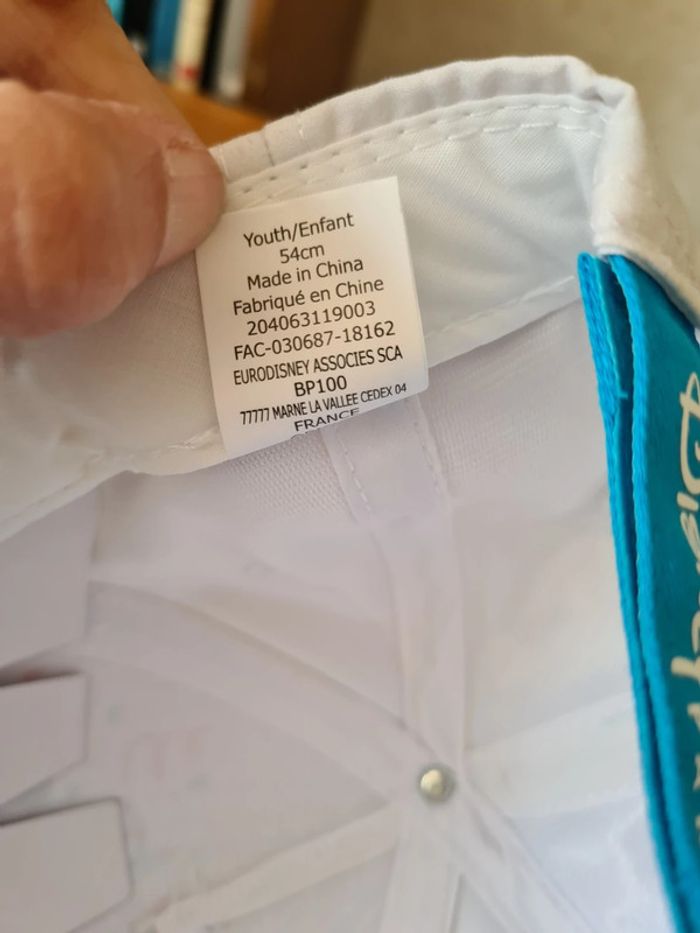 Youth/Enfant
54cm
Made in China
Fabriqué en Chine
204063119003
FAC-030687-18162
EURODISNEY ASSOCIES SCA
BP100
77777 MARNE LA VALLEE CEDEX 04
FRANCE